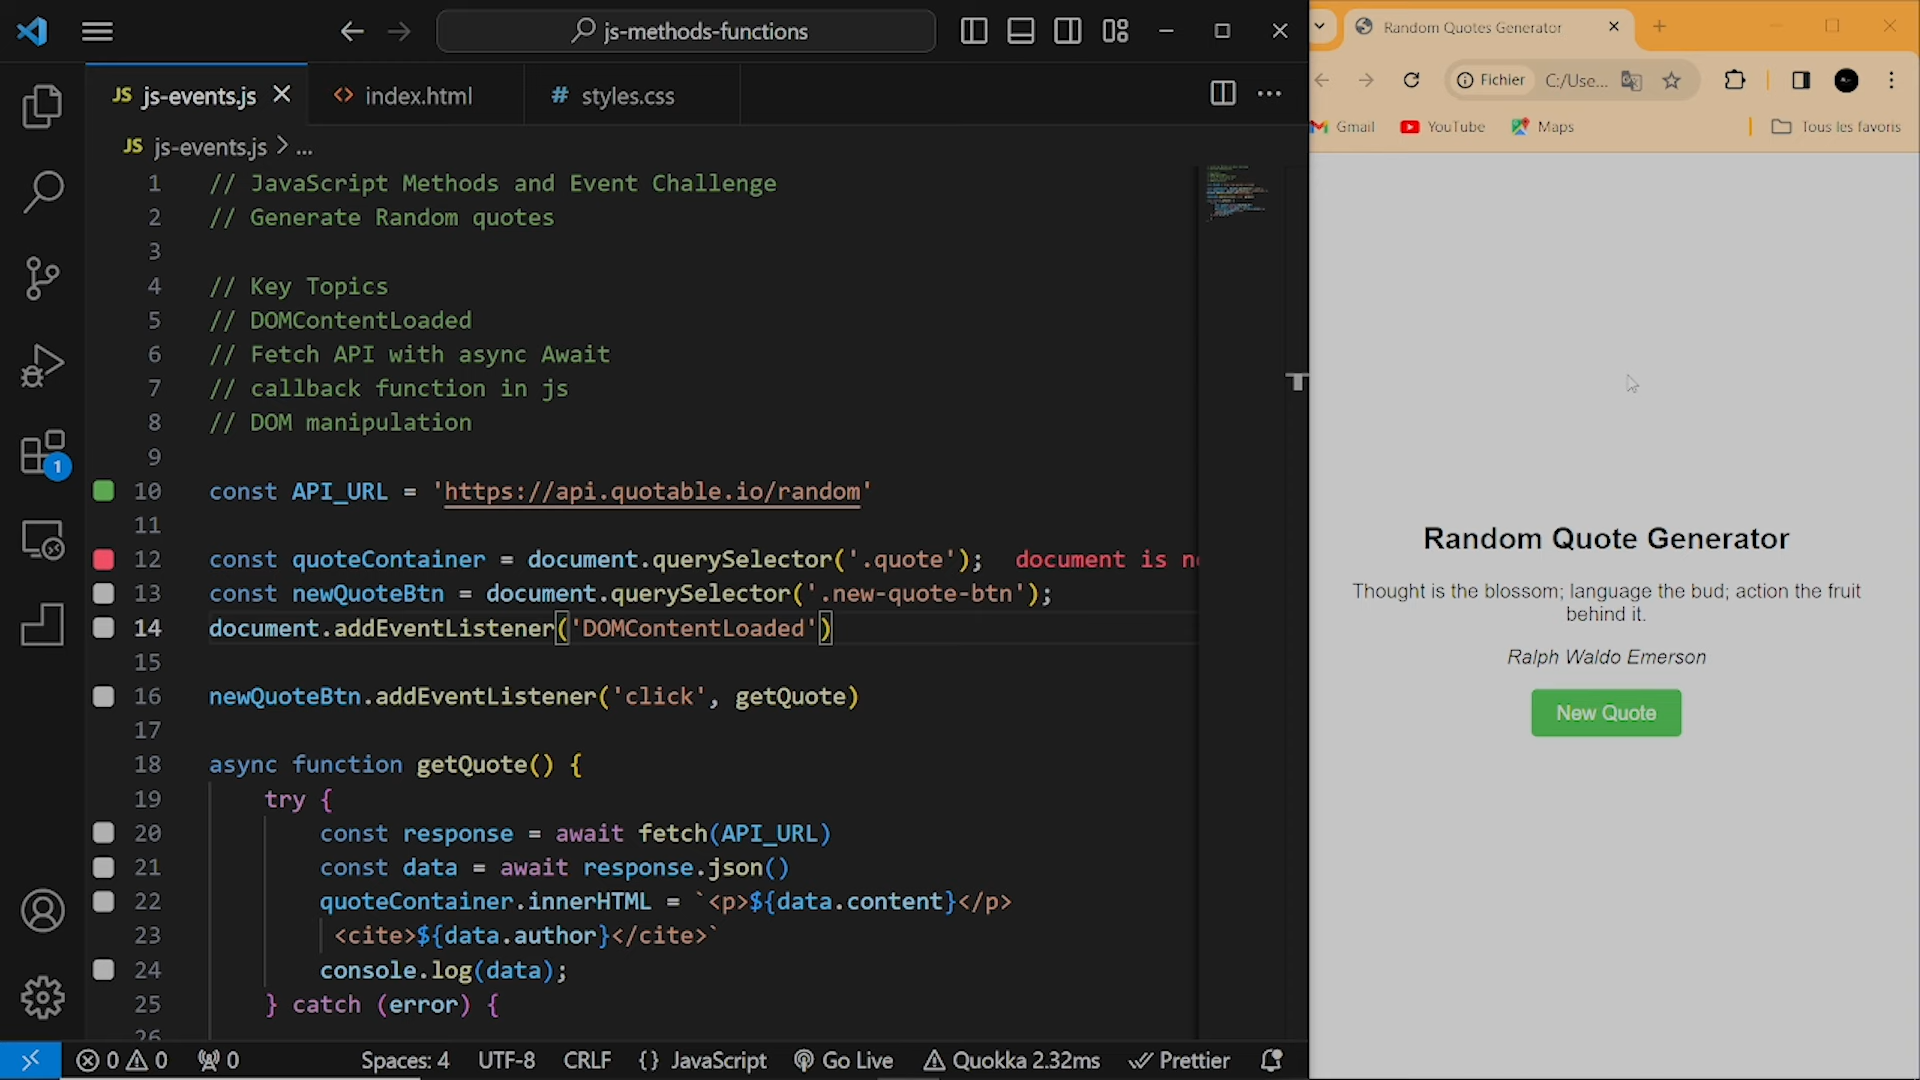 js-methods-functions
JS js-events.js
<> index.html
# styles.css
JS js-events.js > ...
1 // JavaScript Methods and Event Challenge
2 // Generate Random quotes
3
4 // Key Topics
5 // DOMContentLoaded
6 // Fetch API with async Await
7 // callback function in js
8 // DOM manipulation
9
10 const API_URL = 'https://api.quotable.io/random'
11
12 const quoteContainer = document.querySelector('.quote'); document is
13 const newQuoteBtn = document.querySelector('.new-quote-btn');
14 document.addEventListener('DOMContentLoaded')
15
16 newQuoteBtn.addEventListener('click', getQuote)
17
18 async function getQuote() {
19 try {
20 const response = await fetch(API_URL)
21 const data = await response.json()
22 quoteContainer.innerHTML = `<p>${data.content}</p>
23 <cite>${data.author}</cite>`
24 console.log(data);
25 } catch (error) {
1
0 0 0 Spaces: 4 UTF-8 CRLF {} JavaScript Go Live Quokka 2.32ms Prettier
Random Quotes Generator
Fichier C:/Use...
Gmail YouTube Maps Tous les favoris
Random Quote Generator
Thought is the blossom; language the bud; action the fruit
behind it.
Ralph Waldo Emerson
New Quote